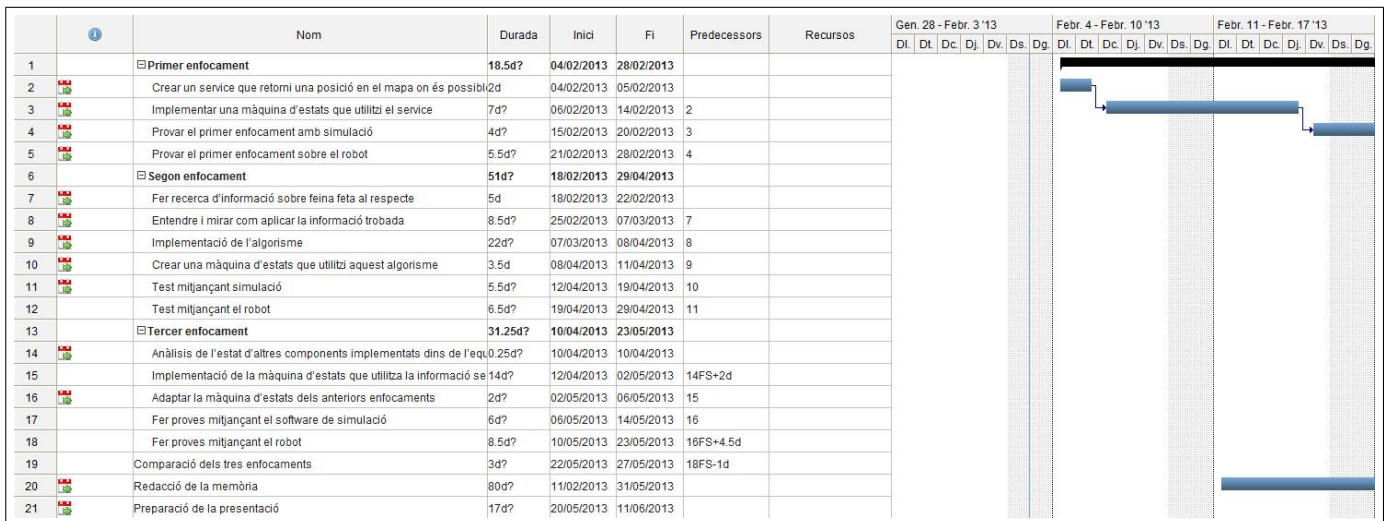 Nom Durada Inici Fi Predecessors Recursos Gen. 28 - Febr. 3 '13 Febr. 4 - Febr. 10 '13 Febr. 11 - Febr. 17 '13
Dl. Dt. Dc. Dj. Dv. Ds. Dg. Dl. Dt. Dc. Dj. Dv. Ds. Dg. Dl. Dt. Dc. Dj. Dv. Ds. Dg.
1 Primer enfocament 18.5d? 04/02/2013 28/02/2013
2 Crear un service que retorni una posició en el mapa on és possibl 2d 04/02/2013 05/02/2013
3 Implementar una màquina d'estats que utilitzi el service 7d? 06/02/2013 14/02/2013 2
4 Provar el primer enfocament amb simulació 4d? 15/02/2013 20/02/2013 3
5 Provar el primer enfocament sobre el robot 5.5d? 21/02/2013 28/02/2013 4
6 Segon enfocament 51d? 18/02/2013 29/04/2013
7 Fer recerca d'informació sobre feina feta al respecte 5d 18/02/2013 22/02/2013
8 Entendre i mirar com aplicar la informació trobada 8.5d? 25/02/2013 07/03/2013 7
9 Implementació de l'algorisme 22d? 07/03/2013 08/04/2013 8
10 Crear una màquina d'estats que utilitzi aquest algorisme 3.5d 08/04/2013 11/04/2013 9
11 Test mitjançant simulació 5.5d? 12/04/2013 19/04/2013 10
12 Test mitjançant el robot 6.5d? 19/04/2013 29/04/2013 11
13 Tercer enfocament 31.25d? 10/04/2013 23/05/2013
14 Anàlisis de l'estat d'altres components implementats dins de l'equ 0.25d? 10/04/2013 10/04/2013
15 Implementació de la màquina d'estats que utilitza la informació se 14d? 12/04/2013 02/05/2013 14FS+2d
16 Adaptar la màquina d'estats dels anteriors enfocaments 2d? 02/05/2013 06/05/2013 15
17 Fer proves mitjançant el software de simulació 6d? 06/05/2013 14/05/2013 16
18 Fer proves mitjançant el robot 8.5d? 10/05/2013 23/05/2013 16FS+4.5d
19 Comparació dels tres enfocaments 3d? 22/05/2013 27/05/2013 18FS-1d
20 Redacció de la memòria 80d? 11/02/2013 31/05/2013
21 Preparació de la presentació 17d? 20/05/2013 11/06/2013